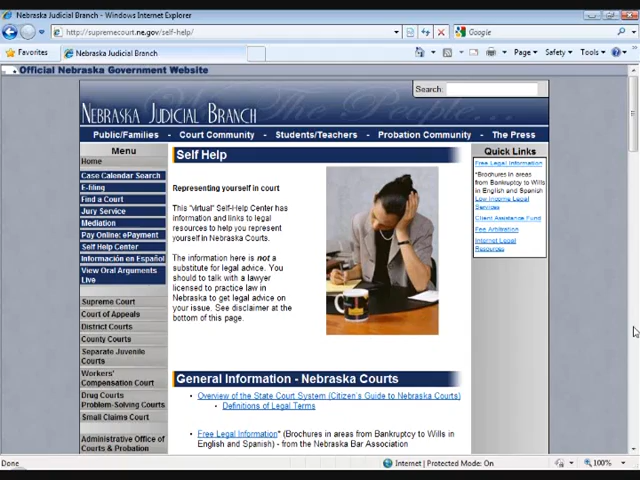 Nebraska Judicial Branch - Windows Internet Explorer
http://supremecourt.ne.gov/self-help/
Google
Favorites
Nebraska Judicial Branch
Page
Safety
Tools
Official Nebraska Government Website
Search:
NEBRASKA JUDICIAL BRANCH
We The People...
Public/Families - Court Community - Students/Teachers - Probation Community - The Press
Menu
Home
Case Calendar Search
E-filing
Find a Court
Jury Service
Mediation
Pay Online: ePayment
Self Help Center
Información en Español
View Oral Arguments
Live
Supreme Court
Court of Appeals
District Courts
County Courts
Separate Juvenile
Courts
Workers'
Compensation Court
Drug Courts
Problem-Solving Courts
Small Claims Court
Administrative Office of
Courts & Probation
Self Help
Representing yourself in court
This "virtual" Self-Help Center has
information and links to legal
resources to help you represent
yourself in Nebraska Courts.
The information here is not a
substitute for legal advice. You
should to talk with a lawyer
licensed to practice law in
Nebraska to get legal advice on
your issue. See disclaimer at the
bottom of this page.
General Information - Nebraska Courts
Overview of the State Court System (Citizen's Guide to Nebraska Courts)
Definitions of Legal Terms
Free Legal Information* (Brochures in areas from Bankruptcy to Wills in
English and Spanish) - from the Nebraska Bar Association
Quick Links
Free Legal Information
*Brochures in areas
from Bankruptcy to Wills
in English and Spanish
Low Income Legal
Services
Client Assistance Fund
Fee Arbitration
Internet Legal
Resources
Done
Internet | Protected Mode: On
100%